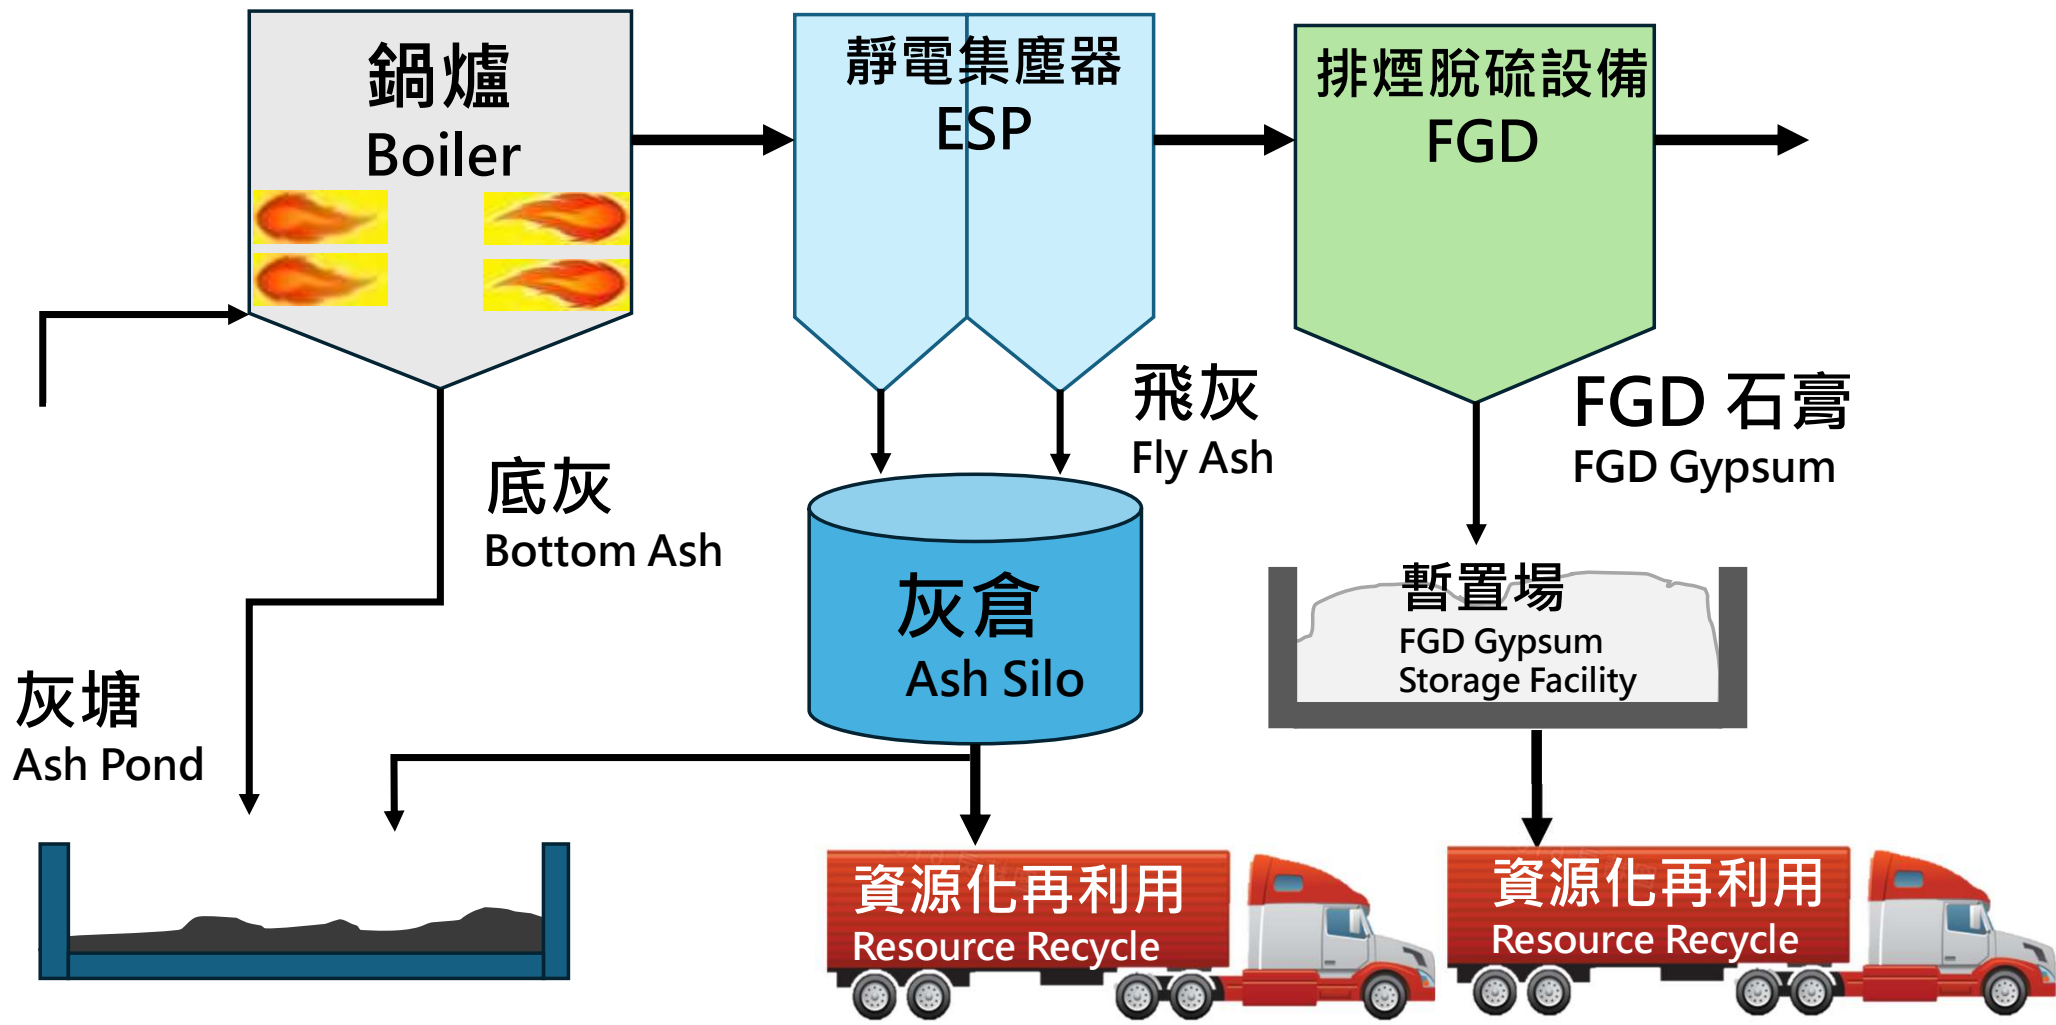 鍋爐
Boiler
靜電集塵器
ESP
排煙脫硫設備
FGD
飛灰
Fly Ash
FGD 石膏
FGD Gypsum
底灰
Bottom Ash
灰倉
Ash Silo
暫置場
FGD Gypsum
Storage Facility
灰塘
Ash Pond
資源化再利用
Resource Recycle
資源化再利用
Resource Recycle